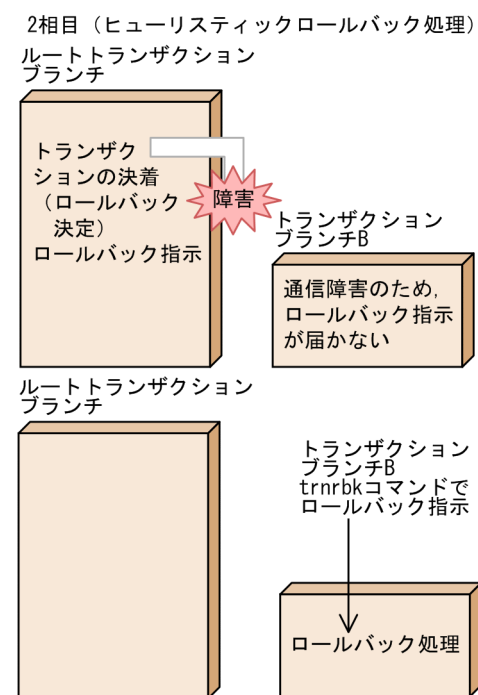 2相目（ヒューリスティックロールバック処理）
ルートトランザクション
ブランチ
トランザク
ションの決着
（ロールバック
決定）
ロールバック指示
障害
トランザクション
ブランチB
通信障害のため，
ロールバック指示
が届かない
ルートトランザクション
ブランチ
トランザクション
ブランチB
trnrbkコマンドで
ロールバック指示
ロールバック処理